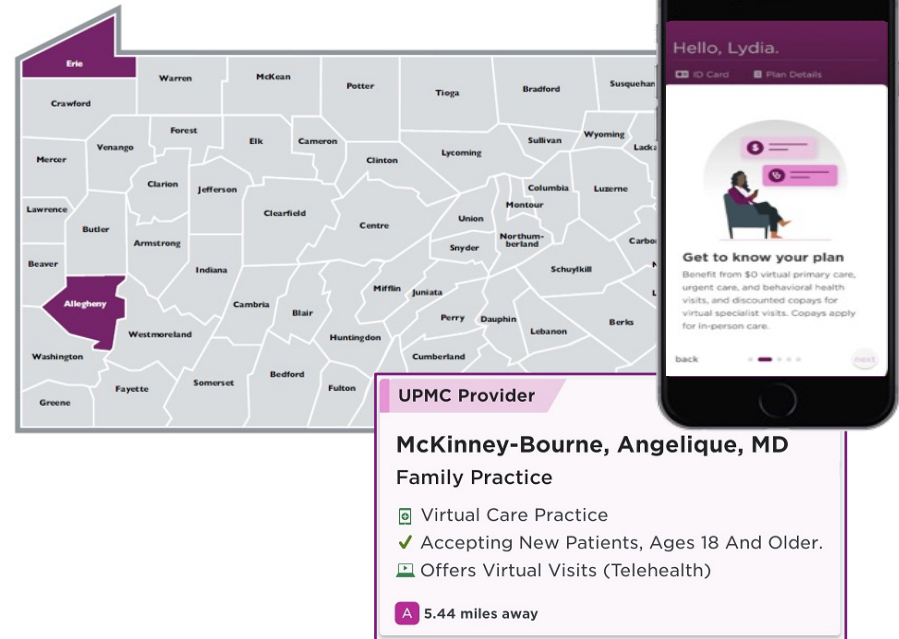 Erie
Warren
McKean
Potter
Tioga
Bradford
Susquehan
Crawford
Forest
Elk
Cameron
Sullivan
Wyoming
Lacka
Mercer
Venango
Clinton
Lycoming
Clarion
Jefferson
Columbia
Luzerne
Lawrence
Butler
Clearfield
Centre
Union
Montour
Armstrong
Snyder
Northum-
berland
Carbo
Beaver
Indiana
Schuylkill
Allegheny
Cambria
Blair
Mifflin
Juniata
Perry
Dauphin
Lebanon
Berks
Westmoreland
Huntingdon
Washington
Cumberland
Greene
Fayette
Somerset
Bedford
Fulton
Hello, Lydia.
ID Card
Plan Details
Get to know your plan
Benefit from $0 virtual primary care,
urgent care, and behavioral health
visits, and discounted copays for
virtual specialist visits. Copays apply
for in-person care.
back
next
UPMC Provider
McKinney-Bourne, Angelique, MD
Family Practice
Virtual Care Practice
Accepting New Patients, Ages 18 And Older.
Offers Virtual Visits (Telehealth)
A 5.44 miles away